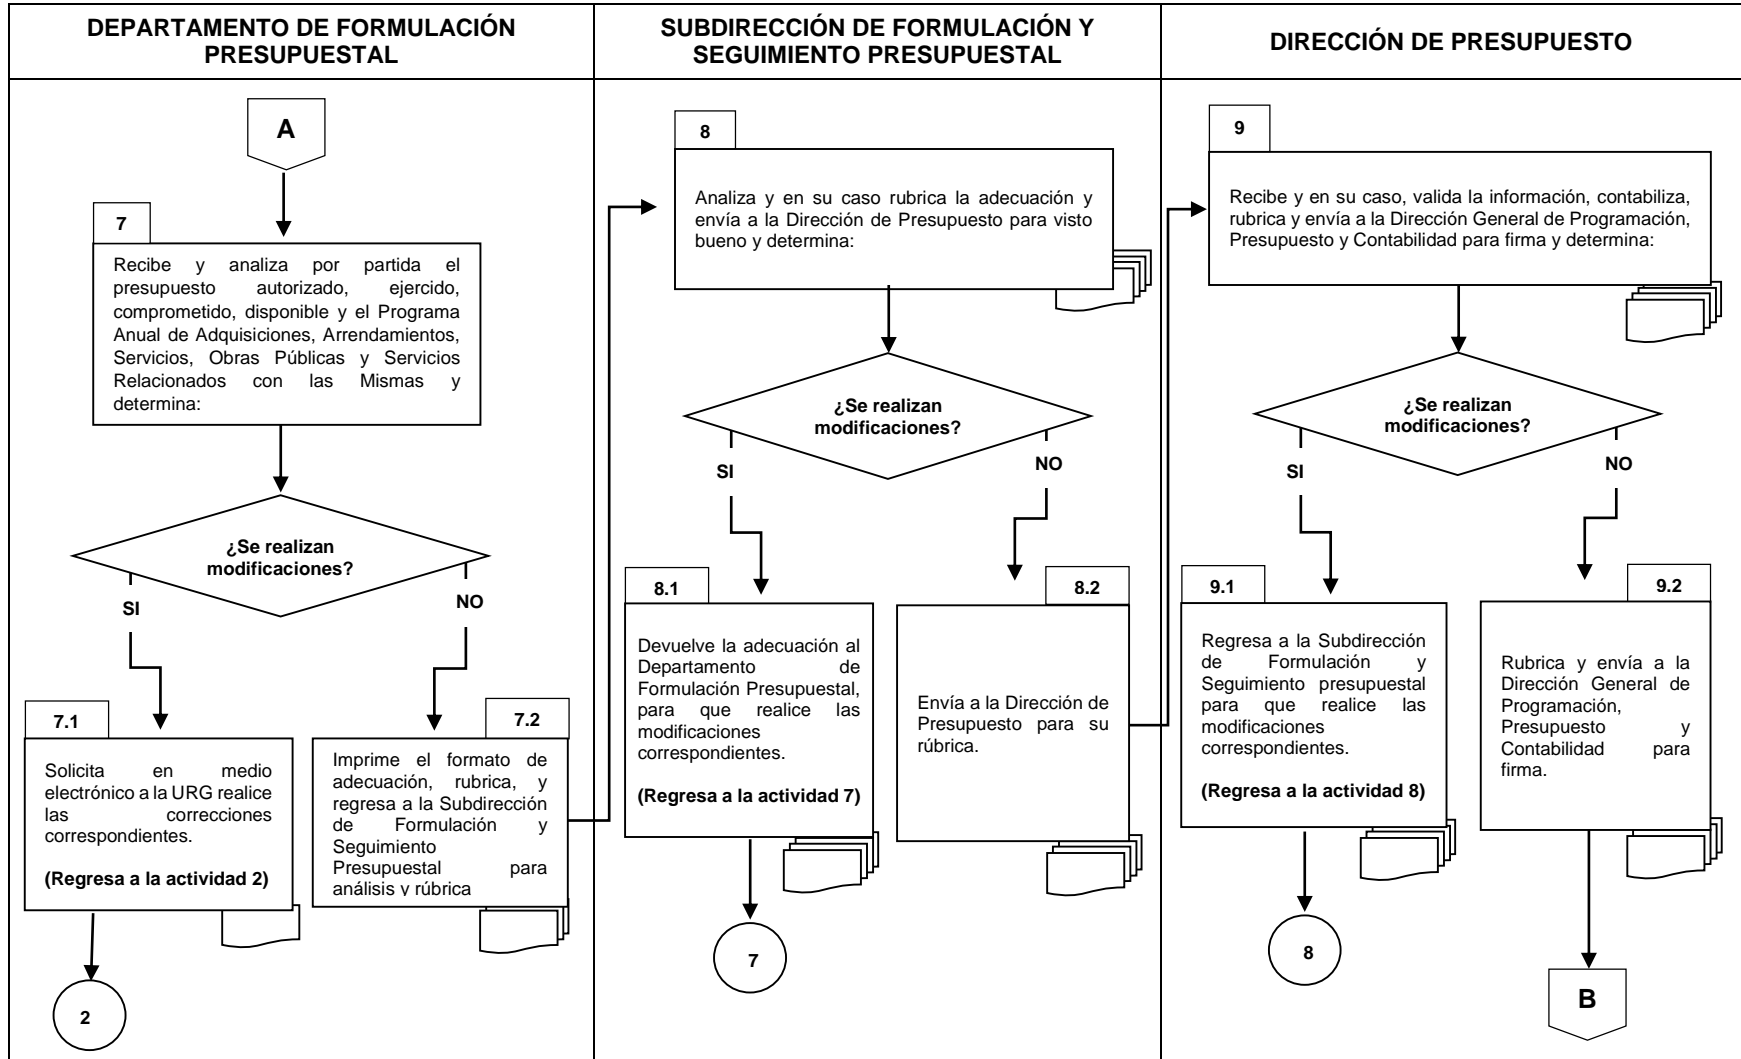 DEPARTAMENTO DE FORMULACIÓN
PRESUPUESTAL
SUBDIRECCIÓN DE FORMULACIÓN Y
SEGUIMIENTO PRESUPUESTAL
DIRECCIÓN DE PRESUPUESTO
A
7
Recibe y analiza por partida el
presupuesto autorizado, ejercido,
comprometido, disponible y el Programa
Anual de Adquisiciones, Arrendamientos,
Servicios, Obras Públicas y Servicios
Relacionados con las Mismas y
determina:
¿Se realizan
modificaciones?
SI
NO
7.1
Solicita en medio
electrónico a la URG realice
las correcciones
correspondientes.
(Regresa a la actividad 2)
2
7.2
Imprime el formato de
adecuación, rubrica, y
regresa a la Subdirección
de Formulación y
Seguimiento
Presupuestal para
análisis y rúbrica
8
Analiza y en su caso rubrica la adecuación y
envía a la Dirección de Presupuesto para visto
bueno y determina:
¿Se realizan
modificaciones?
SI
NO
8.1
Devuelve la adecuación al
Departamento de
Formulación Presupuestal,
para que realice las
modificaciones
correspondientes.
(Regresa a la actividad 7)
7
8.2
Envía a la Dirección de
Presupuesto para su
rúbrica.
9
Recibe y en su caso, valida la información, contabiliza,
rubrica y envía a la Dirección General de Programación,
Presupuesto y Contabilidad para firma y determina:
¿Se realizan
modificaciones?
SI
NO
9.1
Regresa a la Subdirección
de Formulación y
Seguimiento presupuestal
para que realice las
modificaciones
correspondientes.
(Regresa a la actividad 8)
8
9.2
Rubrica y envía a la
Dirección General de
Programación,
Presupuesto y
Contabilidad para
firma.
B